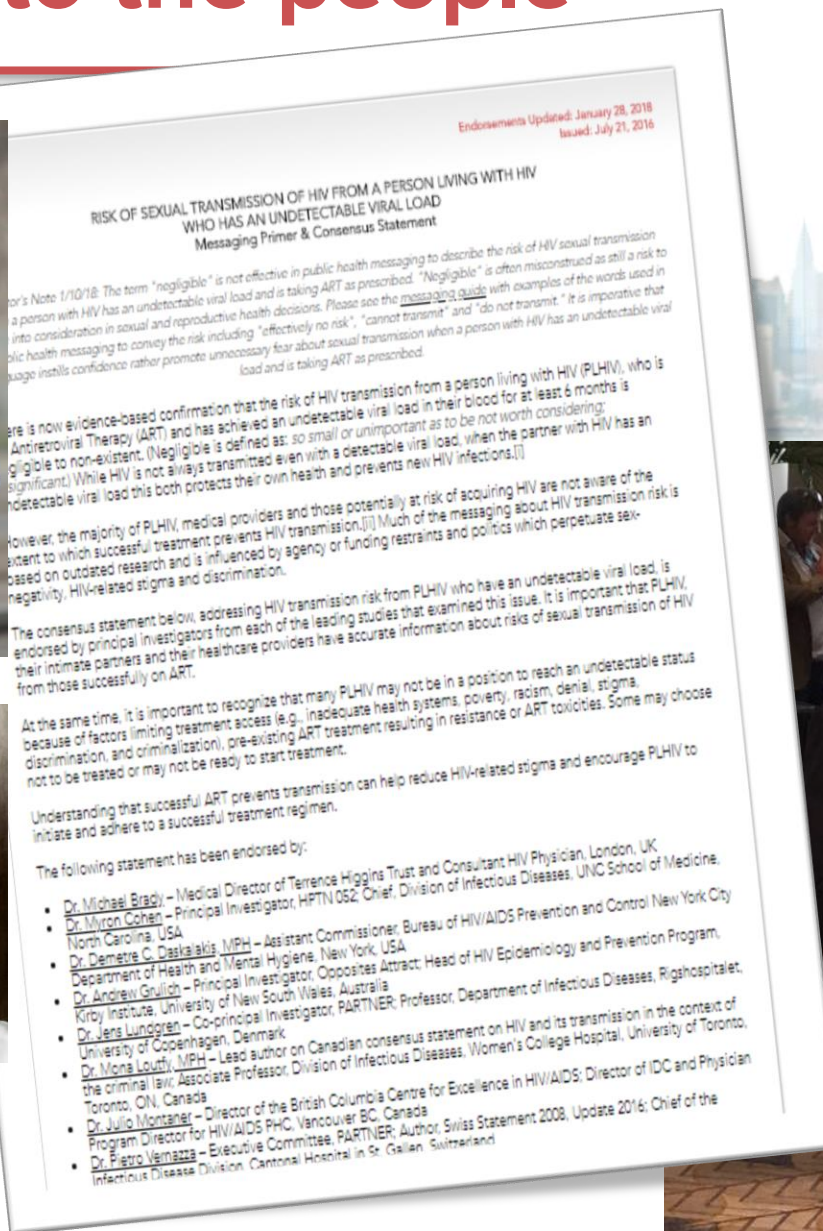 to the people
Endorsements Updated: January 28, 2018
Issued: July 21, 2016
RISK OF SEXUAL TRANSMISSION OF HIV FROM A PERSON LIVING WITH HIV
WHO HAS AN UNDETECTABLE VIRAL LOAD
Messaging Primer & Consensus Statement
Note 1/10/18: The term "negligible" is not effective in public health messaging to describe the risk of HIV sexual transmission
a person with HIV has an undetectable viral load and is taking ART as prescribed. "Negligible" is often misconstrued as still a risk to
into consideration in sexual and reproductive health decisions. Please see the messaging guide with examples of the words used in
health messaging to convey the risk including "effectively no risk", "cannot transmit" and "do not transmit." It is imperative that
instills confidence rather promote unnecessary fear about sexual transmission when a person with HIV has an undetectable viral
load and is taking ART as prescribed.
is now evidence-based confirmation that the risk of HIV transmission from a person living with HIV (PLHIV), who is
Antiretroviral Therapy (ART) and has achieved an undetectable viral load in their blood for at least 6 months is
to non-existent. (Negligible is defined as: so small or unimportant as to be not worth considering;
significant.) While HIV is not always transmitted even with a detectable viral load, when the partner with HIV has an
undetectable viral load this both protects their own health and prevents new HIV infections.[i]
However, the majority of PLHIV, medical providers and those potentially at risk of acquiring HIV are not aware of the
extent to which successful treatment prevents HIV transmission.[ii] Much of the messaging about HIV transmission risk is
based on outdated research and is influenced by agency or funding restraints and politics which perpetuate sex-
negativity, HIV-related stigma and discrimination.
The consensus statement below, addressing HIV transmission risk from PLHIV who have an undetectable viral load, is
endorsed by principal investigators from each of the leading studies that examined this issue. It is important that PLHIV,
their intimate partners and their healthcare providers have accurate information about risks of sexual transmission of HIV
from those successfully on ART.
At the same time, it is important to recognize that many PLHIV may not be in a position to reach an undetectable status
because of factors limiting treatment access (e.g., inadequate health systems, poverty, racism, denial, stigma,
discrimination, and criminalization), pre-existing ART treatment resulting in resistance or ART toxicities. Some may choose
not to be treated or may not be ready to start treatment.
Understanding that successful ART prevents transmission can help reduce HIV-related stigma and encourage PLHIV to
initiate and adhere to a successful treatment regimen.
The following statement has been endorsed by:
• Dr. Michael Brady – Medical Director of Terrence Higgins Trust and Consultant HIV Physician, London, UK
• Dr. Myron Cohen – Principal Investigator, HPTN 052; Chief, Division of Infectious Diseases, UNC School of Medicine,
North Carolina, USA
• Dr. Demetre C. Daskalakis, MPH – Assistant Commissioner, Bureau of HIV/AIDS Prevention and Control New York City
Department of Health and Mental Hygiene, New York, USA
• Dr. Andrew Grulich – Principal Investigator, Opposites Attract; Head of HIV Epidemiology and Prevention Program,
Kirby Institute, University of New South Wales, Australia
• Dr. Jens Lundgren – Co-principal Investigator, PARTNER; Professor, Department of Infectious Diseases, Rigshospitalet,
University of Copenhagen, Denmark
• Dr. Mona Loutfy, MPH – Lead author on Canadian consensus statement on HIV and its transmission in the context of
the criminal law; Associate Professor, Division of Infectious Diseases, Women's College Hospital, University of Toronto,
Toronto, ON, Canada
• Dr. Julio Montaner – Director of the British Columbia Centre for Excellence in HIV/AIDS; Director of IDC and Physician
Program Director for HIV/AIDS PHC, Vancouver BC, Canada
• Dr. Pietro Vernazza – Executive Committee, PARTNER; Author, Swiss Statement 2008, Update 2016; Chief of the
Infectious Disease Division, Cantonal Hospital in St. Gallen, Switzerland